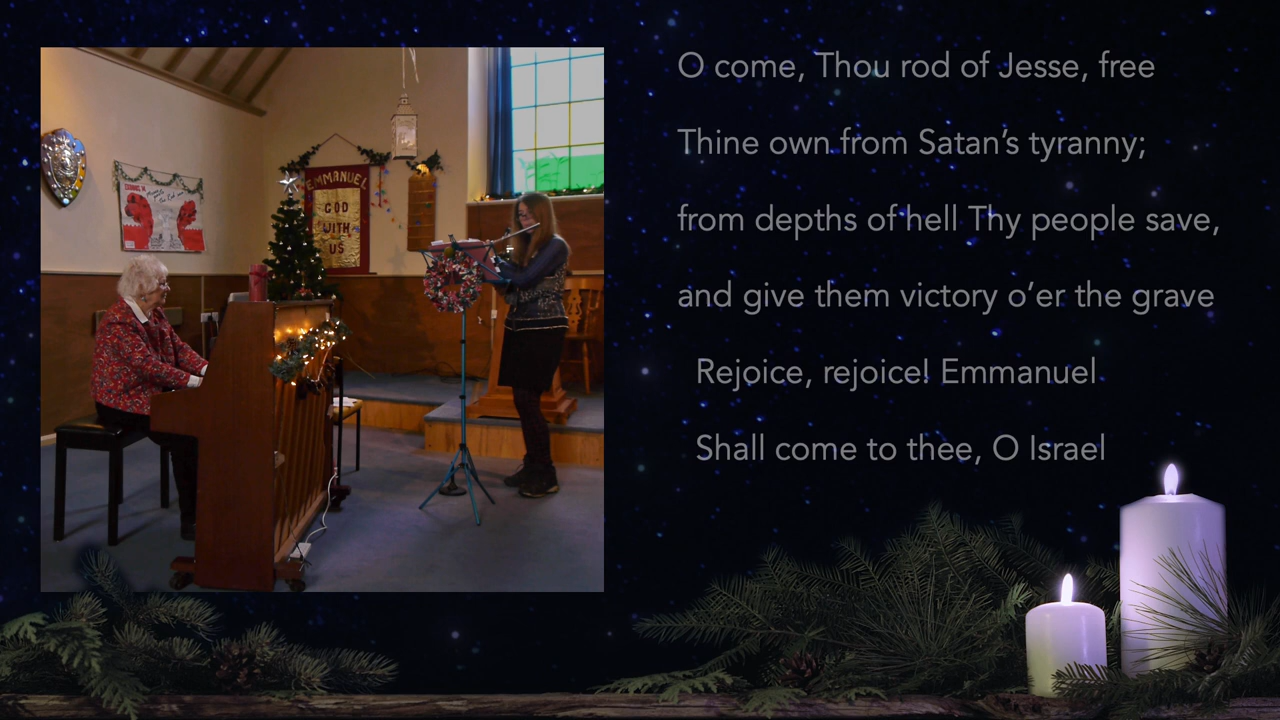 O come, Thou rod of Jesse, free
Thine own from Satan’s tyranny;
from depths of hell Thy people save,
and give them victory o’er the grave
Rejoice, rejoice! Emmanuel
Shall come to thee, O Israel
EMMANUEL
GOD
WITH
US